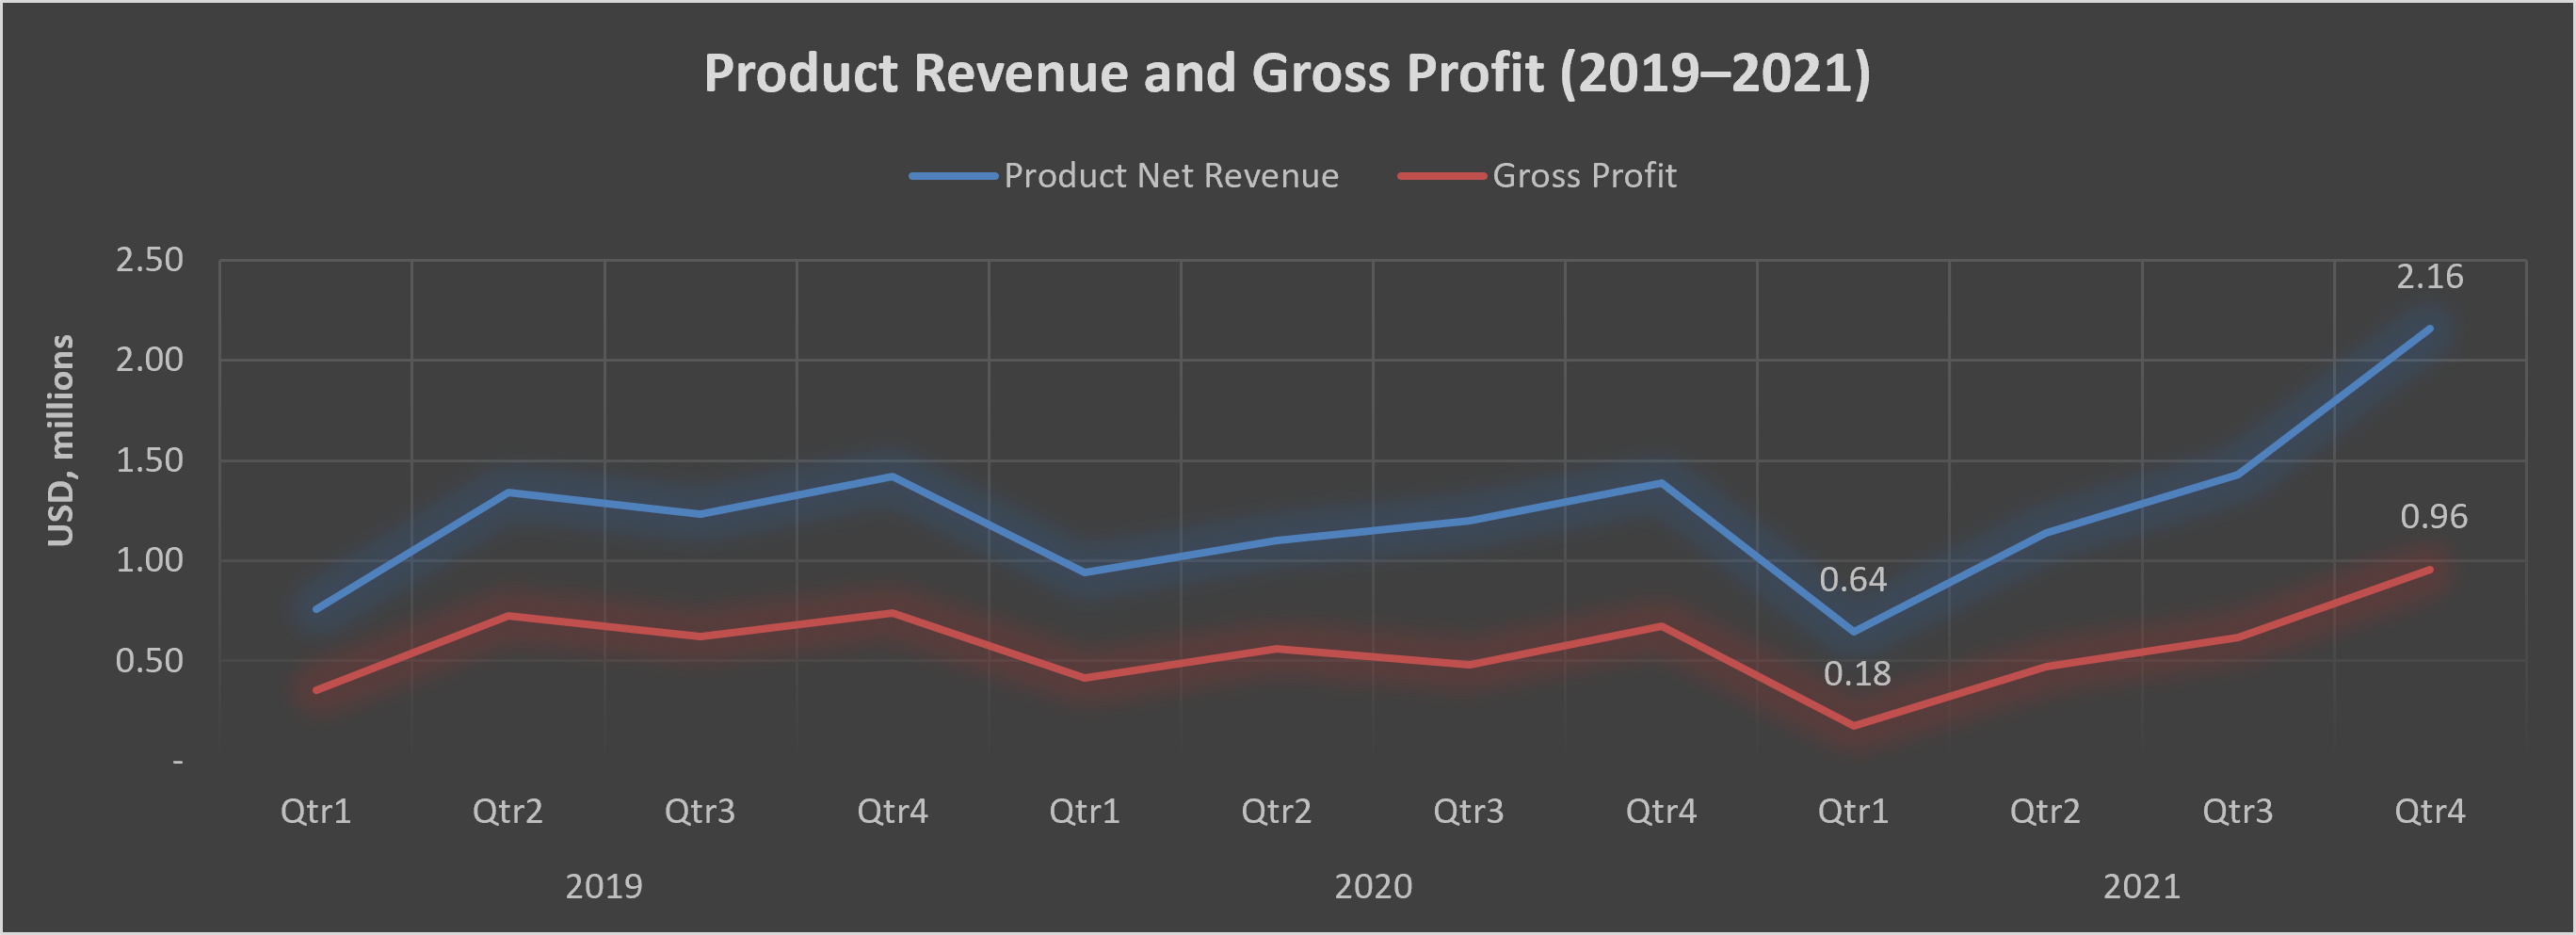 Product Revenue and Gross Profit (2019–2021)
Product Net Revenue
Gross Profit
USD, millions
2.50
2.00
1.50
1.00
0.50
-
2.16
0.96
0.64
0.18
Qtr1 Qtr2 Qtr3 Qtr4 Qtr1 Qtr2 Qtr3 Qtr4 Qtr1 Qtr2 Qtr3 Qtr4
2019 2020 2021